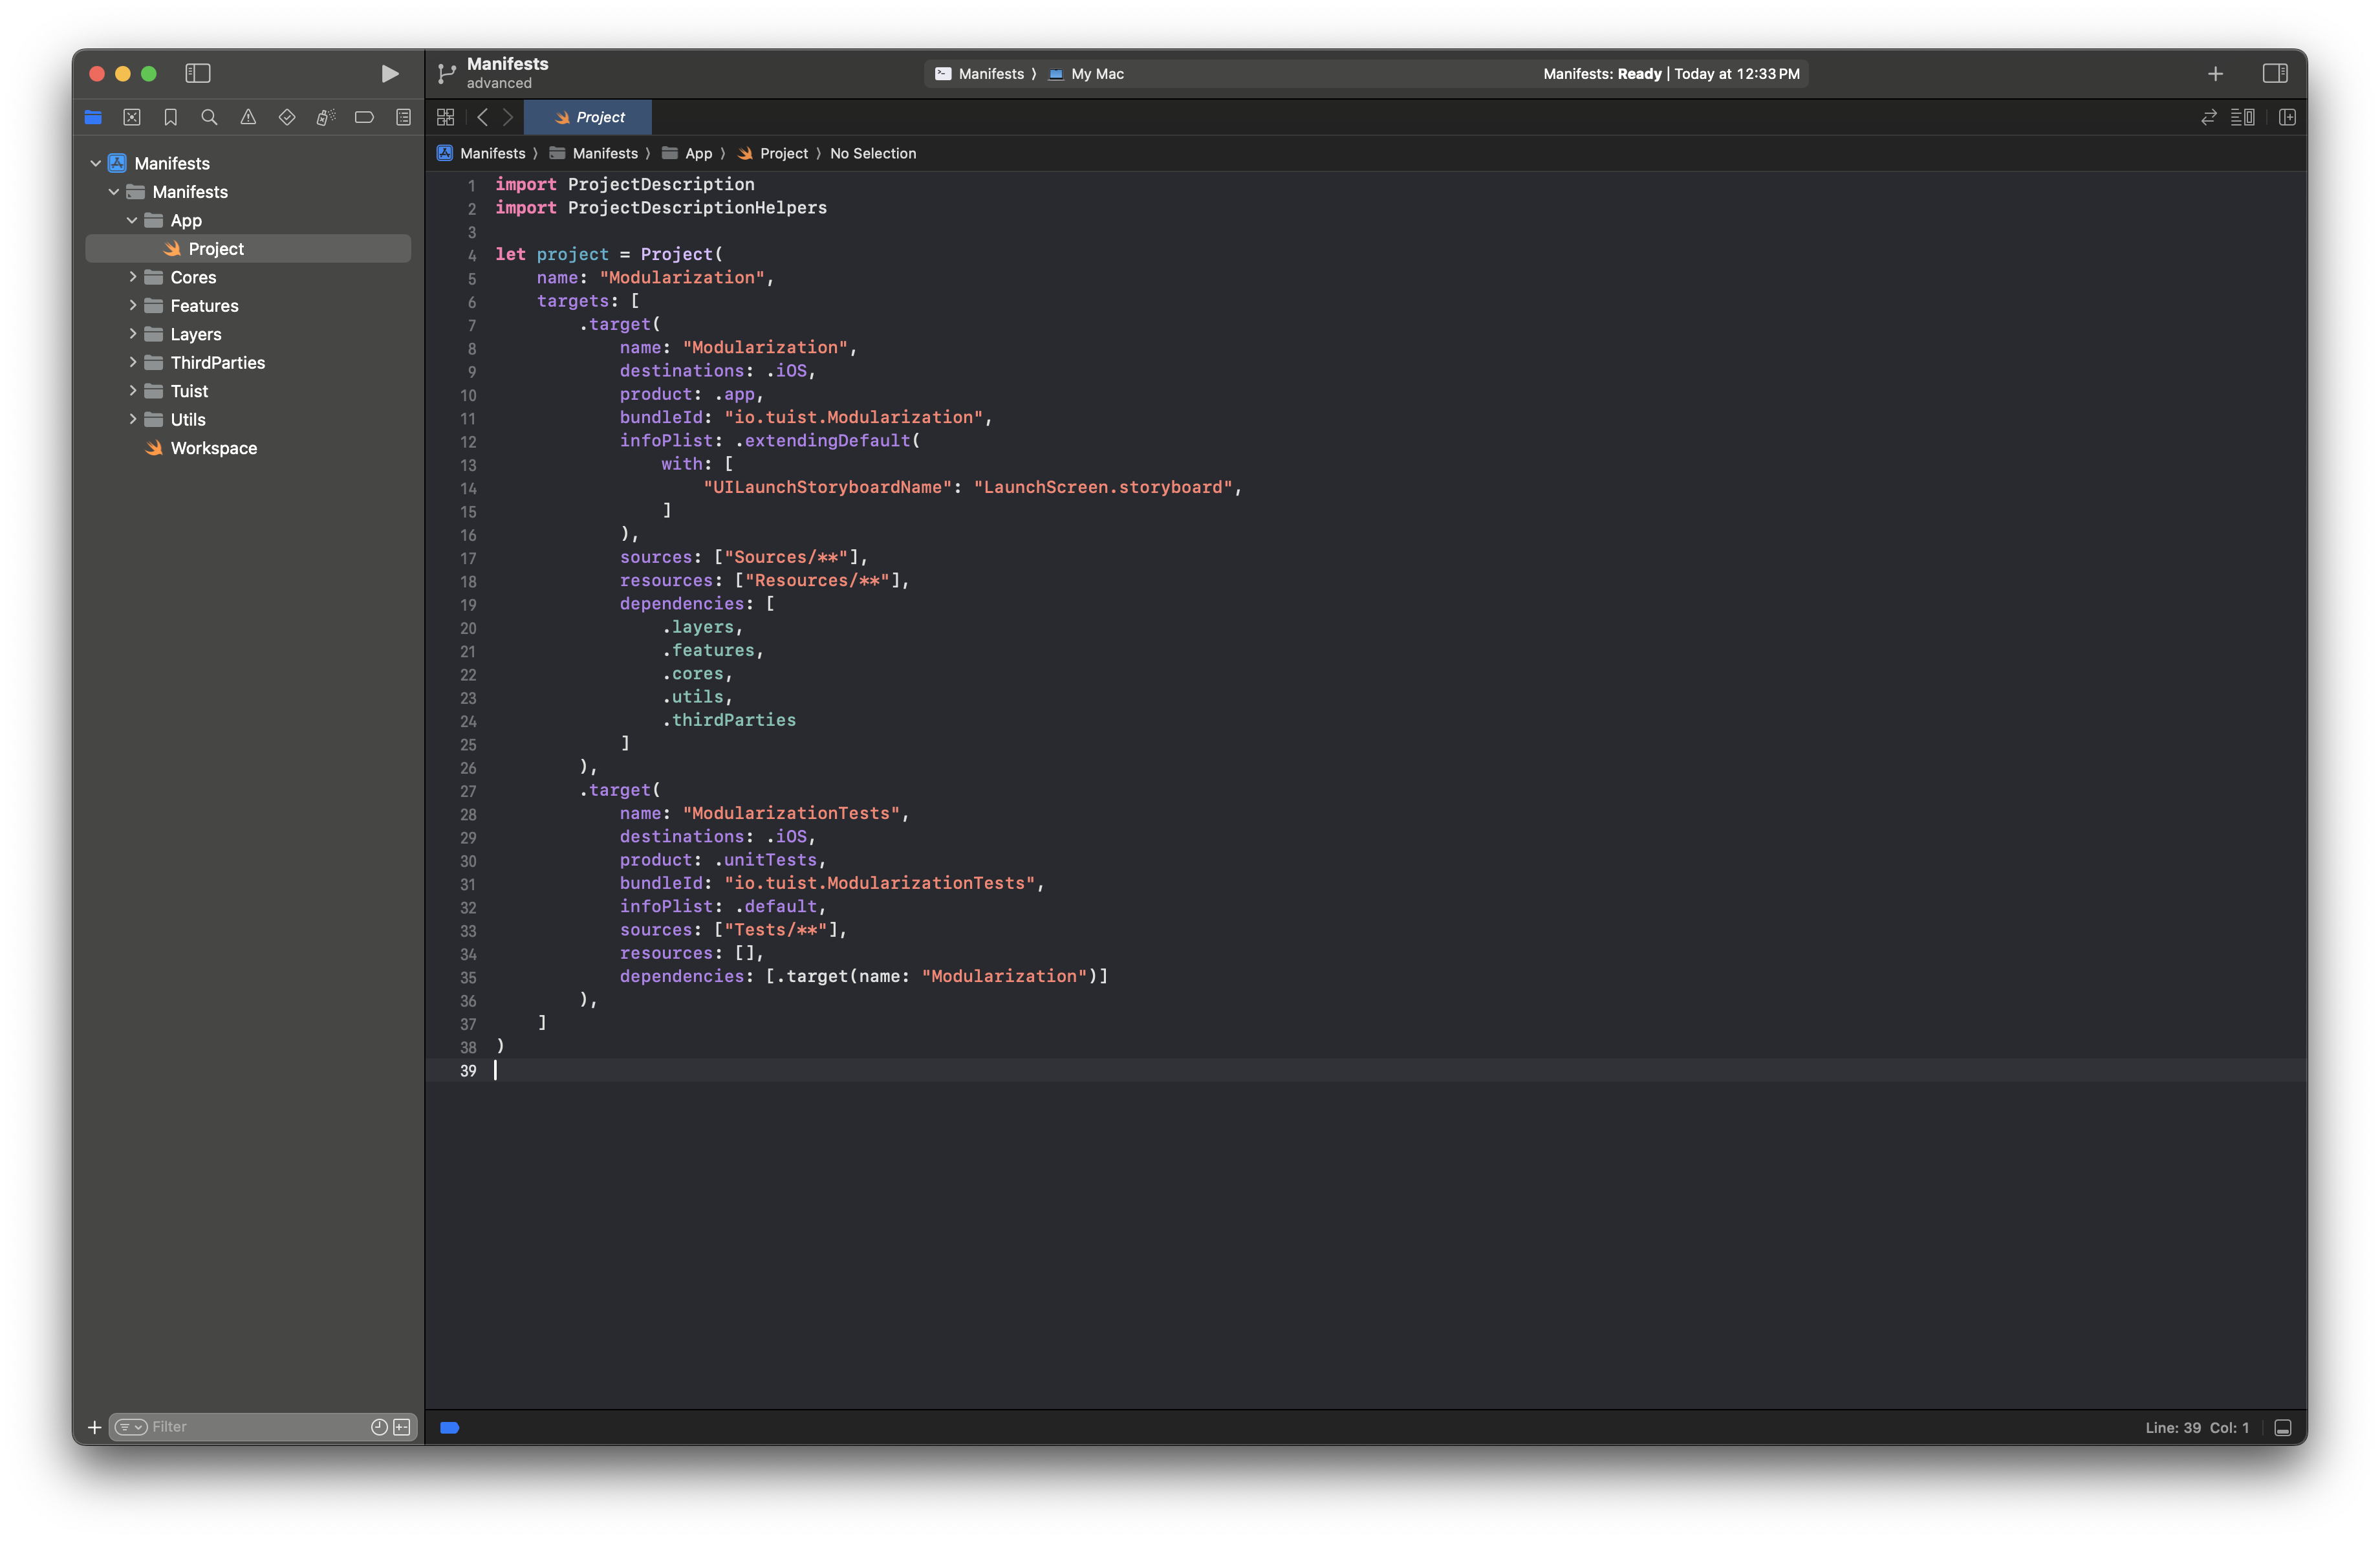 Manifests
advanced
Manifests 〉 My Mac
Manifests: Ready | Today at 12:33 PM
Project
Manifests 〉 Manifests 〉 App 〉 Project 〉 No Selection
Manifests
Manifests
App
Project
Cores
Features
Layers
ThirdParties
Tuist
Utils
Workspace
1 import ProjectDescription
2 import ProjectDescriptionHelpers
3
4 let project = Project(
5     name: "Modularization",
6     targets: [
7         .target(
8             name: "Modularization",
9             destinations: .iOS,
10             product: .app,
11             bundleId: "io.tuist.Modularization",
12             infoPlist: .extendingDefault(
13                 with: [
14                     "UILaunchStoryboardName": "LaunchScreen.storyboard",
15                 ]
16             ),
17             sources: ["Sources/**"],
18             resources: ["Resources/**"],
19             dependencies: [
20                 .layers,
21                 .features,
22                 .cores,
23                 .utils,
24                 .thirdParties
25             ]
26         ),
27         .target(
28             name: "ModularizationTests",
29             destinations: .iOS,
30             product: .unitTests,
31             bundleId: "io.tuist.ModularizationTests",
32             infoPlist: .default,
33             sources: ["Tests/**"],
34             resources: [],
35             dependencies: [.target(name: "Modularization")]
36         ),
37     ]
38 )
39
Filter
Line: 39 Col: 1